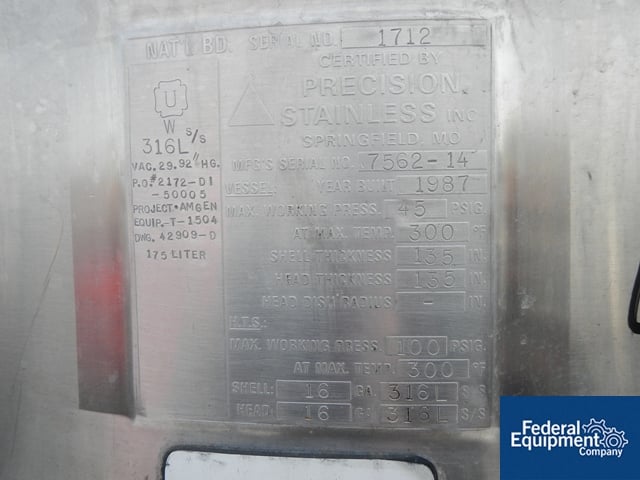 NAT'L BD. SERIAL NO. 1712
U
W
316L S/S
VAC. 29.92" HG.
P.O.# 2172-D1
-50005
PROJECT-AMGEN
EQUIP.-T-1504
DWG. 42909-D
175 LITER
CERTIFIED BY
PRECISION
STAINLESS INC
SPRINGFIELD, MO
MFG'S SERIAL NO. 7562-14
VESSEL: YEAR BUILT 1987
MAX. WORKING PRESS. 45 PSIG.
AT MAX. TEMP. 300 °F
SHELL THICKNESS 135 IN.
HEAD THICKNESS 135 IN.
HEAD DISH RADIUS - IN.
H.T.S.:
MAX. WORKING PRESS. 100 PSIG.
AT MAX. TEMP. 300 °F
SHELL: 16 GA. 316L S/S
HEAD: 16 GA. 316L S/S
Federal
Equipment
Company